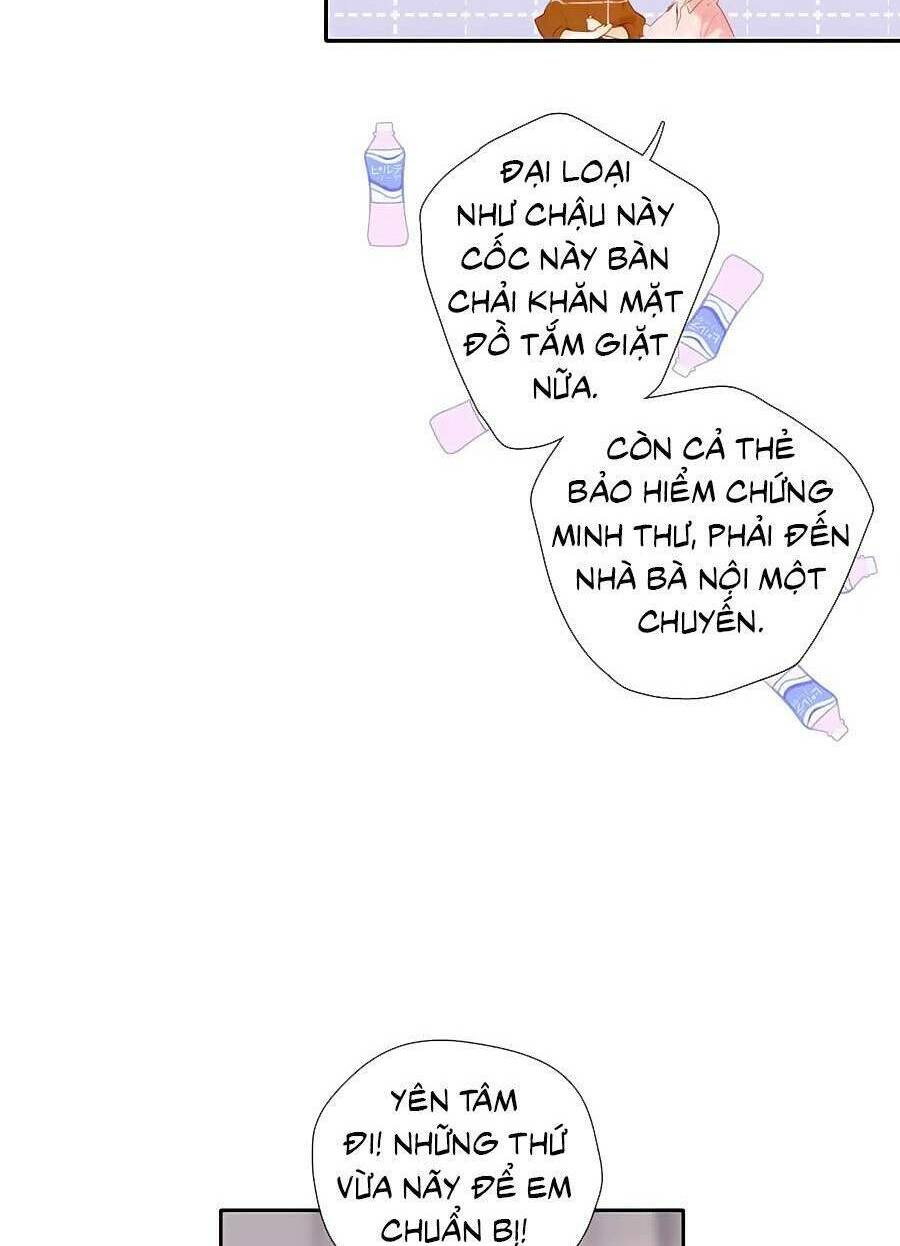 ĐẠI LOẠI
NHƯ CHẬU NÀY
CỐC NÀY BÀN
CHẢI KHĂN MẶT
ĐỒ TẮM GIẶT
NỮA.
CÒN CẢ THẺ
BẢO HIỂM CHỨNG
MINH THƯ, PHẢI ĐẾN
NHÀ BÀ NỘI MỘT
CHUYẾN.
YÊN TÂM
ĐI! NHỮNG THỨ
VỪA NÃY ĐỂ EM
CHUẨN BỊ!